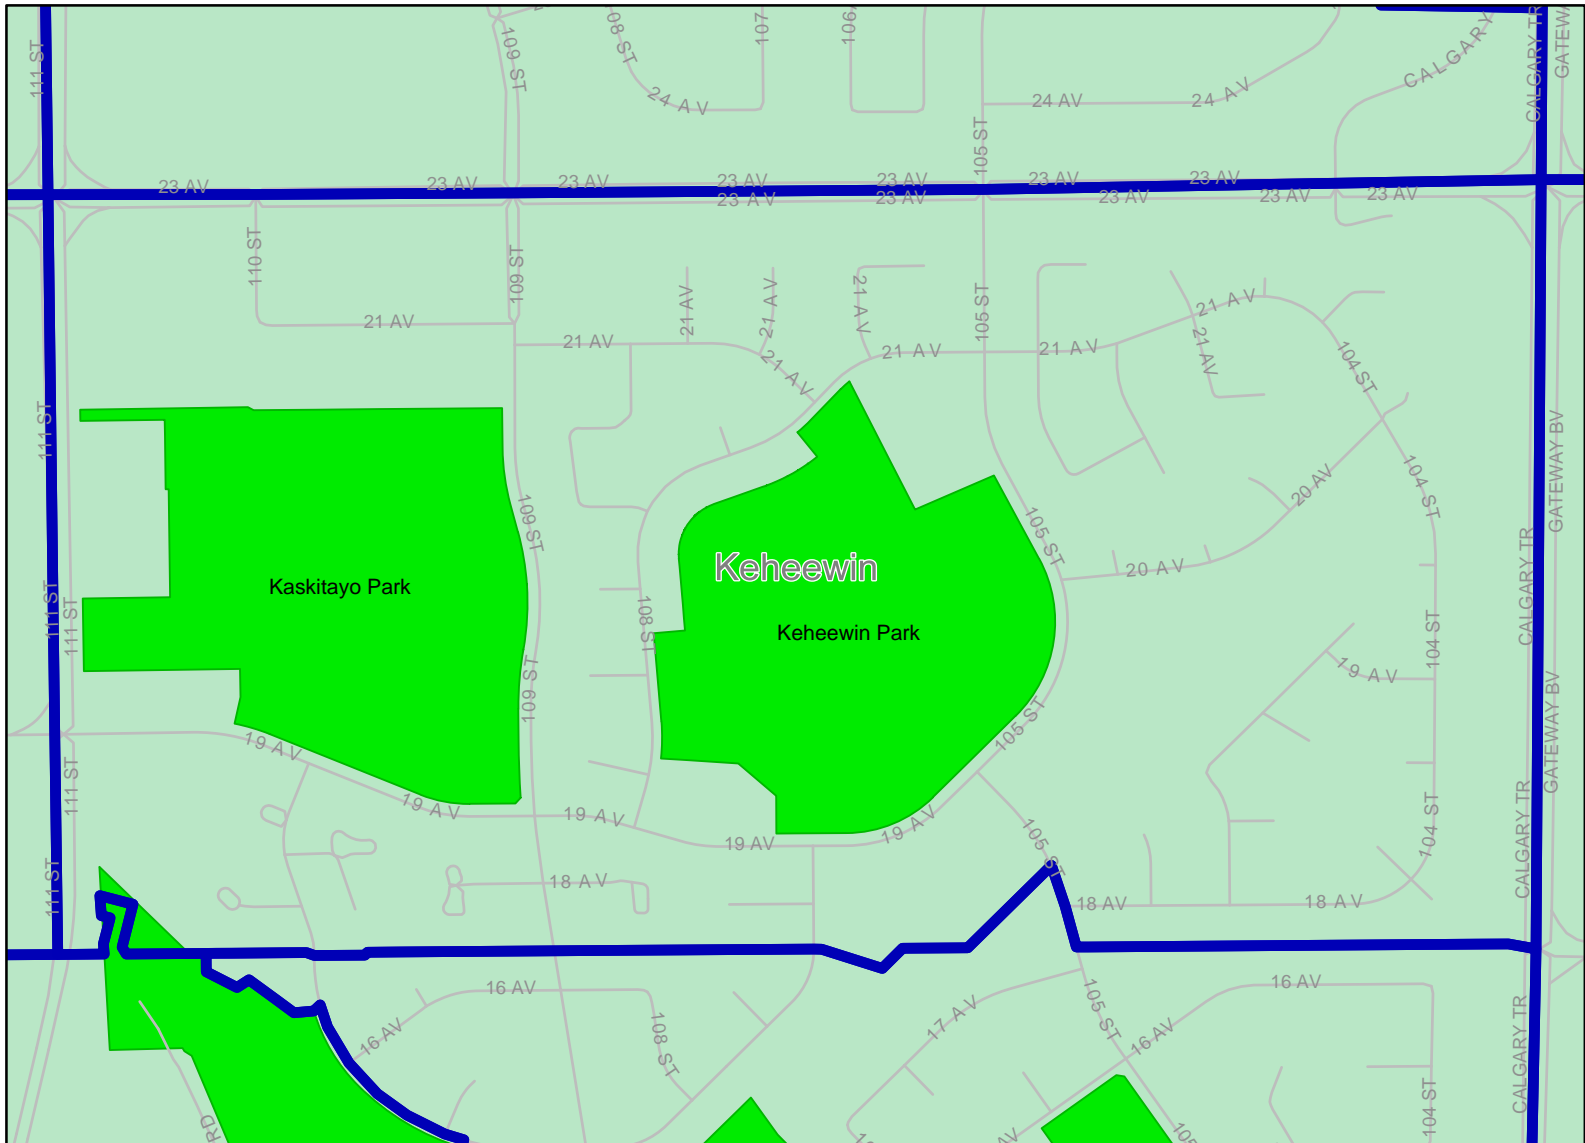 111 ST
109 ST
08 ST
107
106
CALGARY
CALGARY TR
GATEWA
24 AV
24 AV
24 AV
105 ST
23 AV
23 AV
23 AV
23 AV
23 AV
23 AV
23 AV
23 AV
23 AV
23 AV
23 AV
23 AV
110 ST
109 ST
21 AV
21 AV
21 AV
105 ST
21 AV
21 AV
21 AV
21 AV
21 AV
21 AV
21 AV
104 ST
111 ST
GATEWAY BV
20 AV
104 ST
109 ST
105 ST
Keheewin
20 AV
CALGARY TR
Kaskitayo Park
111 ST
111 ST
108 ST
Keheewin Park
104 ST
19 AV
109 ST
GATEWAY BV
105 ST
19 AV
111 ST
19 AV
19 AV
19 AV
19 AV
105 ST
104 ST
CALGARY TR
111 ST
18 AV
18 AV
18 AV
16 AV
16 AV
17 AV
105 ST
16 AV
108 ST
16 AV
CALGARY TR
104 ST
RD
AV
105